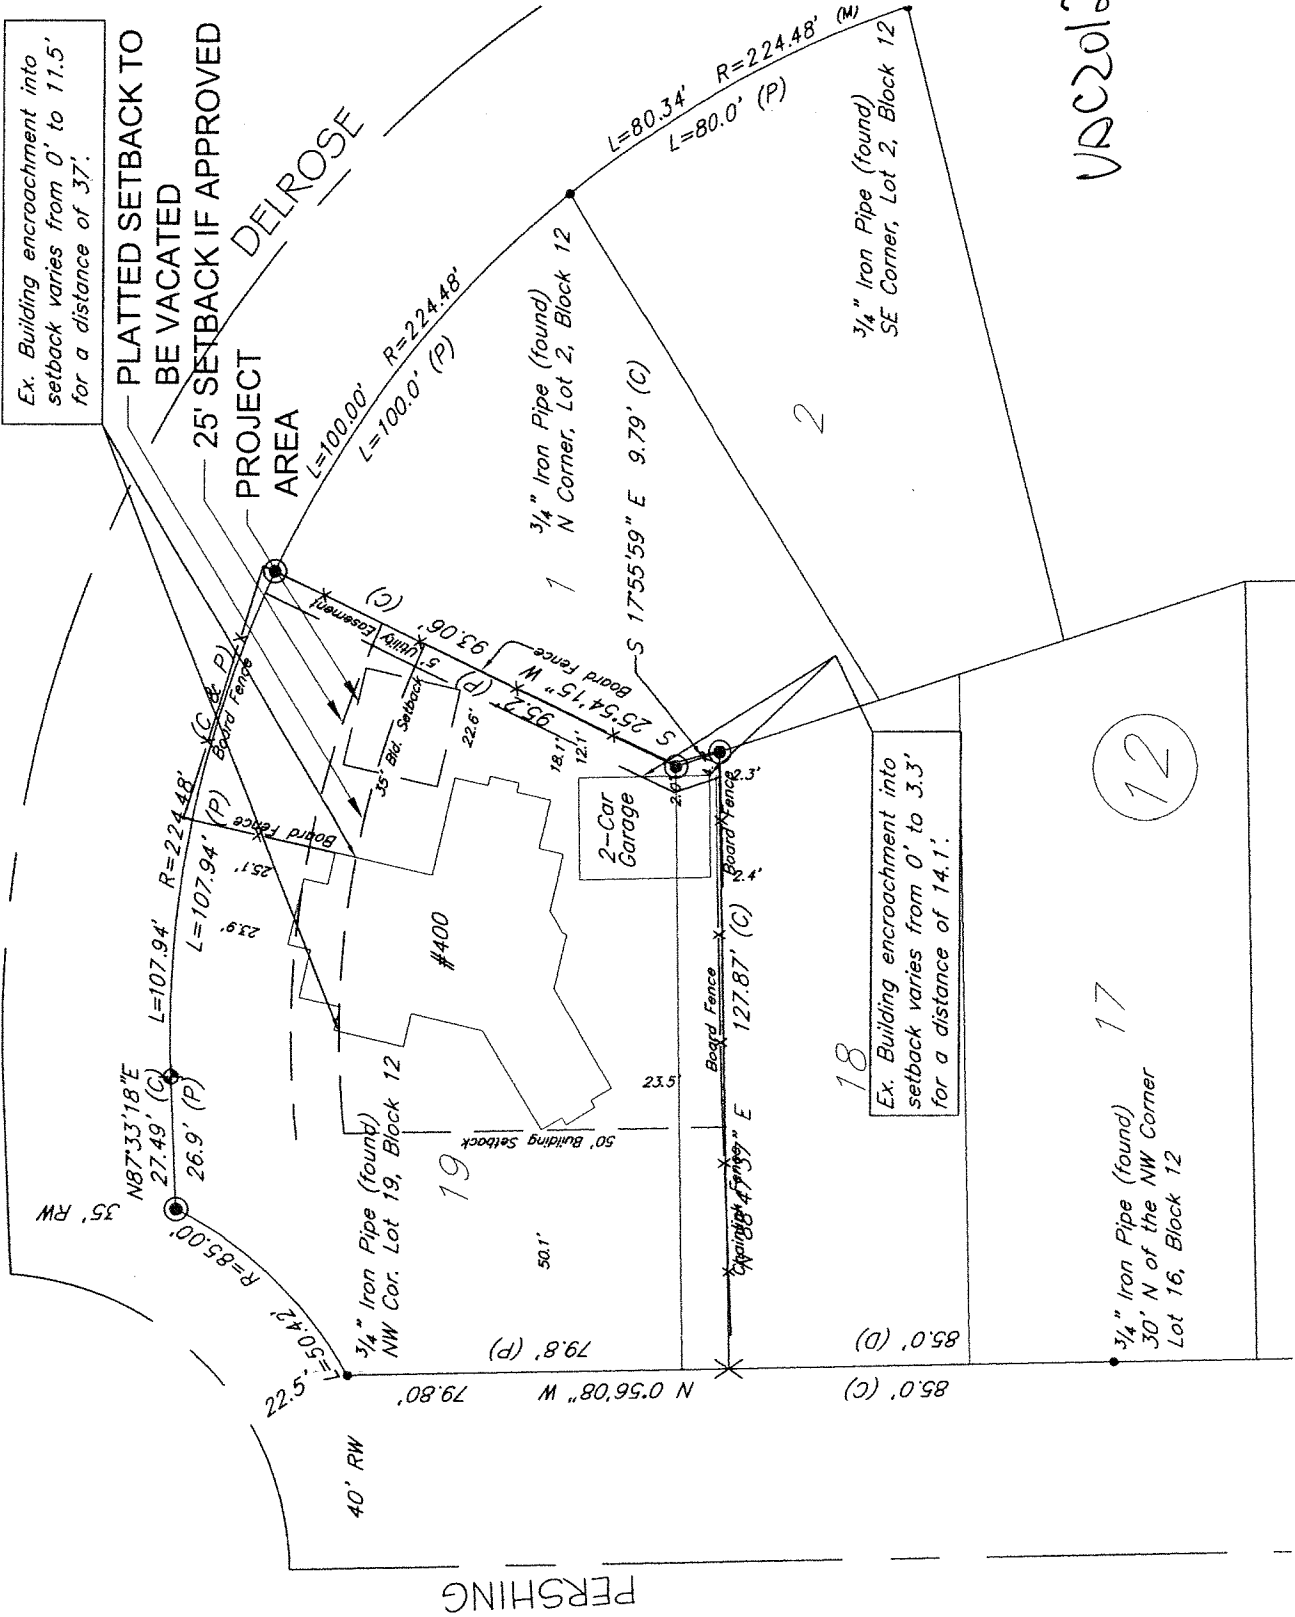 Ex. Building encroachment into
setback varies from 0' to 11.5'
for a distance of 37'.
PLATTED SETBACK TO
BE VACATED
25' SETBACK IF APPROVED
PROJECT
AREA
DELROSE
L=80.34' R=224.48' (M)
L=80.0' (P)
L=100.00' R=224.48'
L=100.0' (P)
3/4" Iron Pipe (found)
N Corner, Lot 2, Block 12
3/4" Iron Pipe (found)
SE Corner, Lot 2, Block 12
1
2
S 17°55'59" E 9.79' (C)
5' Utility Easement
93.06' (C)
95.2' (P)
S 25°54'15" W
Board Fence
(C & P)
Board Fence
L=107.94' R=224.48'
L=107.94' (P)
Board Fence
25.1'
23.9'
35' Bld. Setback
22.6'
18.1'
12.1'
2-Car
Garage
2.3'
Board Fence
2.4'
#400
N87°33'18"E
27.49' (C)
26.9' (P)
35' RW
R=85.00'
L=50.42'
22.5'
3/4" Iron Pipe (found)
NW Cor. Lot 19, Block 12
19
50' Building Setback
23.5'
50.1'
Board Fence
127.87' (C)
Chainlink Fence
N 88°47'37" E
79.8' (P)
79.80'
N 0°56'08" W
40' RW
PERSHING
18
Ex. Building encroachment into
setback varies from 0' to 3.3'
for a distance of 14.1'.
85.0' (D)
85.0' (C)
17
12
3/4" Iron Pipe (found)
30' N of the NW Corner
Lot 16, Block 12